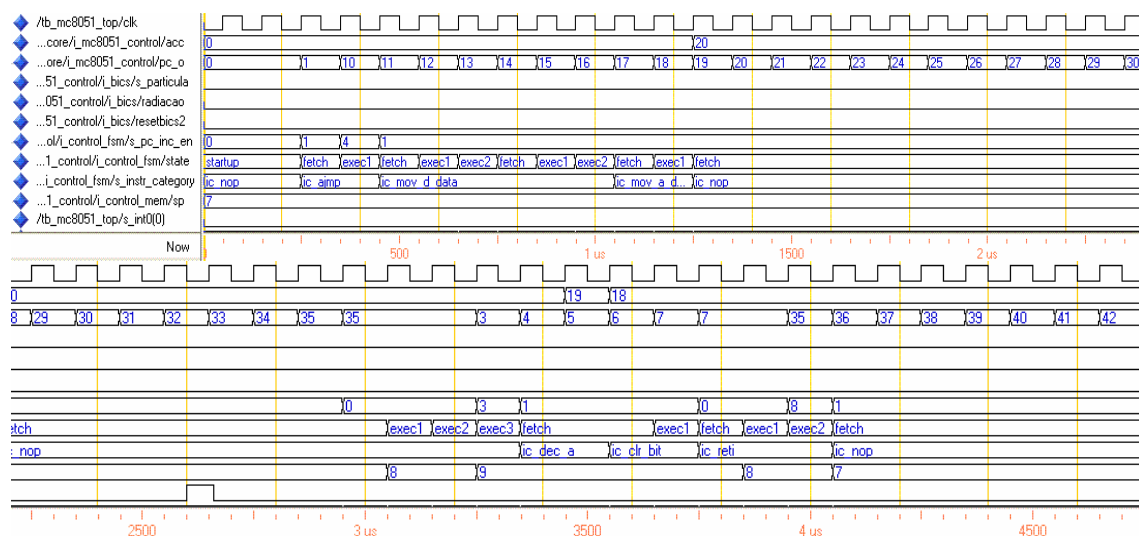 /tb_mc8051_top/clk
...core/i_mc8051_control/acc 0 20
...ore/i_mc8051_control/pc_o 0 1 10 11 12 13 14 15 16 17 18 19 20 21 22 23 24 25 26 27 28 29 30
...51_control/i_bics/s_particula
...051_control/i_bics/radiacao
...51_control/i_bics/resetbics2
...ol/i_control_fsm/s_pc_inc_en 0 1 4 1
...1_control/i_control_fsm/state startup fetch exec1 fetch exec1 exec2 fetch exec1 exec2 fetch exec1 fetch
...i_control_fsm/s_instr_category ic_nop ic_ajmp ic_mov_d_data ic_mov_a_d... ic_nop
...1_control/i_control_mem/sp 7
/tb_mc8051_top/s_int0(0)
Now 500 1 us 1500 2 us
0 19 18
8 29 30 31 32 33 34 35 35 3 4 5 6 7 7 35 36 37 38 39 40 41 42
0 3 1 0 8 1
etch exec1 exec2 exec3 fetch exec1 fetch exec1 exec2 fetch
nop ic_dec_a ic_clr_bit ic_reti ic_nop
8 9 8 7
2500 3 us 3500 4 us 4500